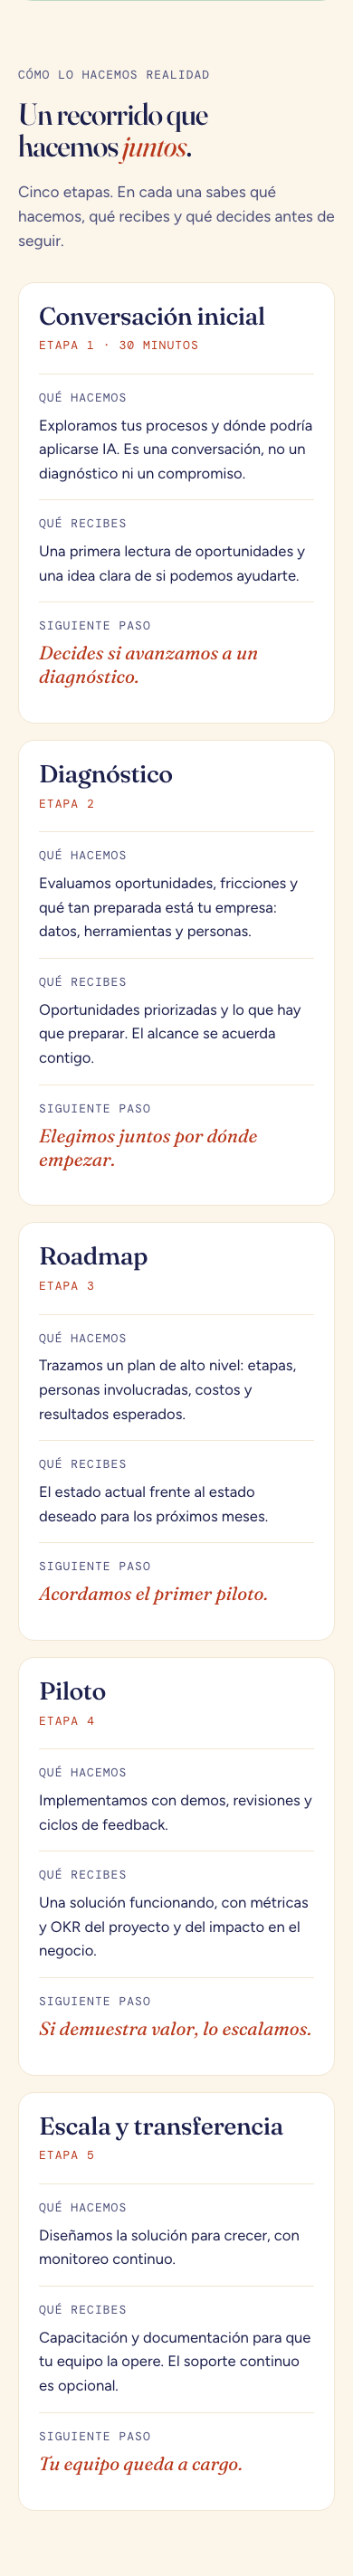 CÓMO LO HACEMOS REALIDAD
Un recorrido que
hacemos juntos.
Cinco etapas. En cada una sabes qué
hacemos, qué recibes y qué decides antes de
seguir.
Conversación inicial
ETAPA 1 · 30 MINUTOS
QUÉ HACEMOS
Exploramos tus procesos y dónde podría
aplicarse IA. Es una conversación, no un
diagnóstico ni un compromiso.
QUÉ RECIBES
Una primera lectura de oportunidades y
una idea clara de si podemos ayudarte.
SIGUIENTE PASO
Decides si avanzamos a un
diagnóstico.
Diagnóstico
ETAPA 2
QUÉ HACEMOS
Evaluamos oportunidades, fricciones y
qué tan preparada está tu empresa:
datos, herramientas y personas.
QUÉ RECIBES
Oportunidades priorizadas y lo que hay
que preparar. El alcance se acuerda
contigo.
SIGUIENTE PASO
Elegimos juntos por dónde
empezar.
Roadmap
ETAPA 3
QUÉ HACEMOS
Trazamos un plan de alto nivel: etapas,
personas involucradas, costos y
resultados esperados.
QUÉ RECIBES
El estado actual frente al estado
deseado para los próximos meses.
SIGUIENTE PASO
Acordamos el primer piloto.
Piloto
ETAPA 4
QUÉ HACEMOS
Implementamos con demos, revisiones y
ciclos de feedback.
QUÉ RECIBES
Una solución funcionando, con métricas
y OKR del proyecto y del impacto en el
negocio.
SIGUIENTE PASO
Si demuestra valor, lo escalamos.
Escala y transferencia
ETAPA 5
QUÉ HACEMOS
Diseñamos la solución para crecer, con
monitoreo continuo.
QUÉ RECIBES
Capacitación y documentación para que
tu equipo la opere. El soporte continuo
es opcional.
SIGUIENTE PASO
Tu equipo queda a cargo.